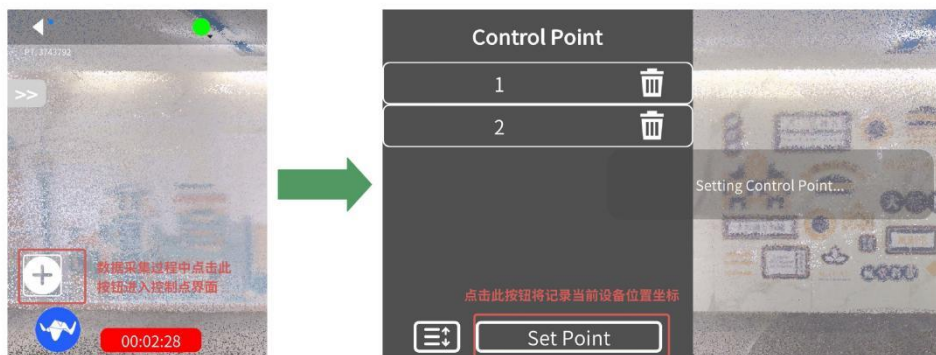 PT: 3743792
>>
数据采集过程中点击此
按钮进入控制点界面
00:02:28
Control Point
1
2
Setting Control Point...
点击此按钮将记录当前设备位置坐标
Set Point